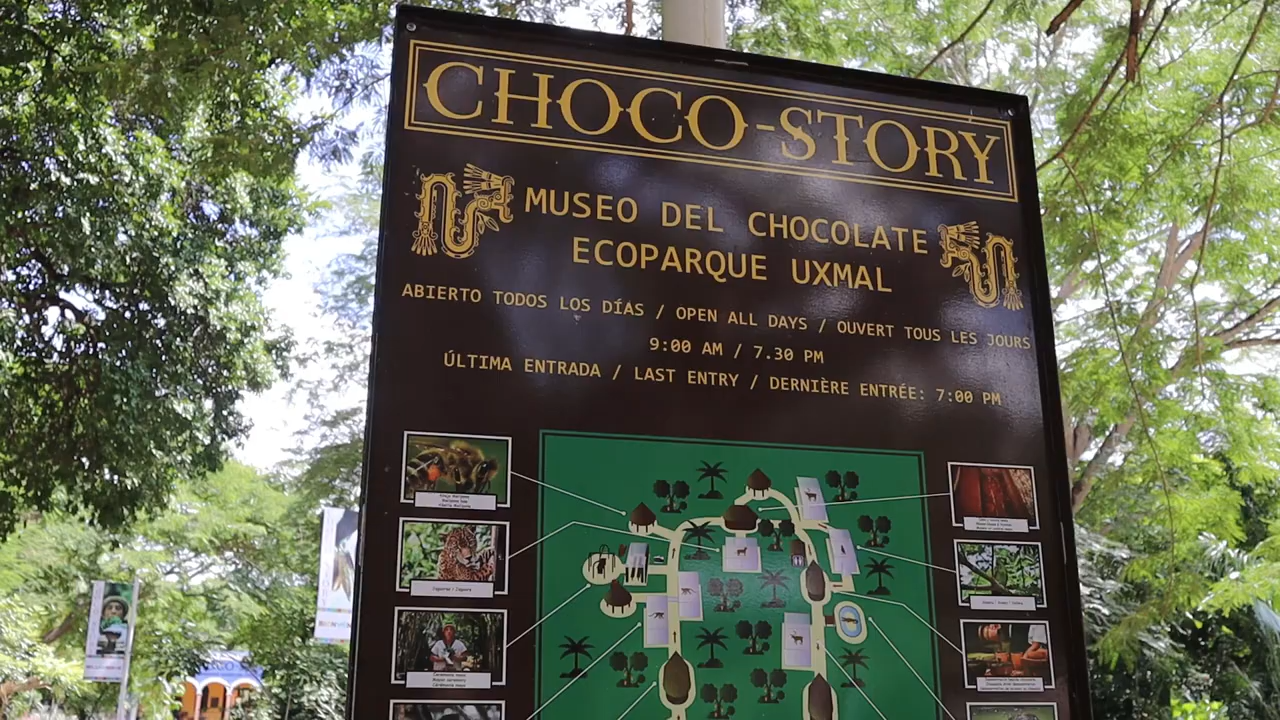 CHOCO-STORY
MUSEO DEL CHOCOLATE
ECOPARQUE UXMAL
ABIERTO TODOS LOS DÍAS / OPEN ALL DAYS / OUVERT TOUS LES JOURS
9:00 AM / 7.30 PM
ÚLTIMA ENTRADA / LAST ENTRY / DERNIÈRE ENTRÉE: 7:00 PM